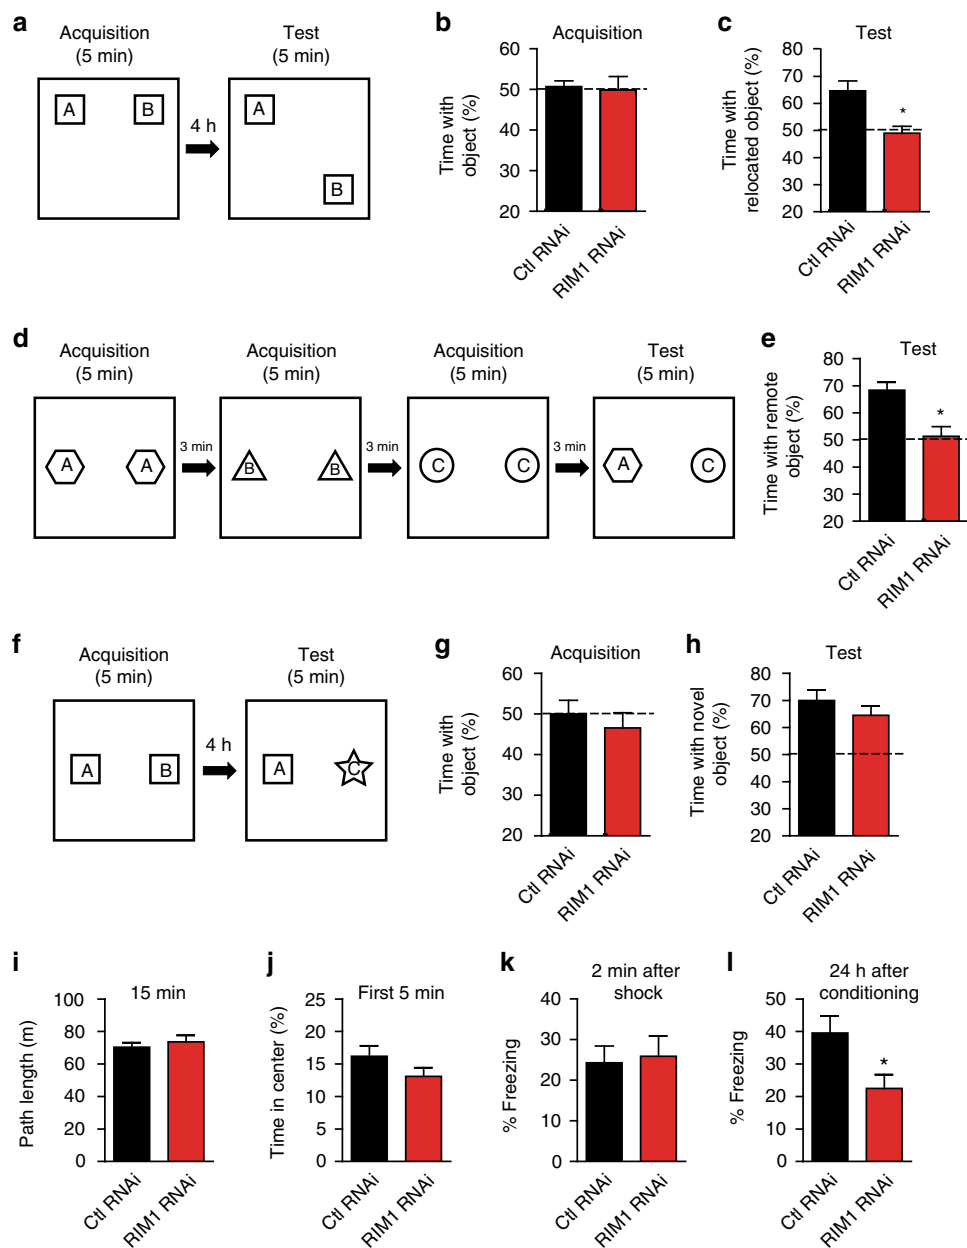 a
Acquisition
(5 min)
A
B
4 h
Test
(5 min)
A
B
b
Acquisition
Time with
object (%)
60
50
40
30
20
Ctl RNAi
RIM1 RNAi
c
Test
Time with
relocated object (%)
80
70
60
50
40
30
20
*
Ctl RNAi
RIM1 RNAi
d
Acquisition
(5 min)
A
A
3 min
Acquisition
(5 min)
B
B
3 min
Acquisition
(5 min)
C
C
3 min
Test
(5 min)
A
C
e
Test
Time with remote
object (%)
80
70
60
50
40
30
20
*
Ctl RNAi
RIM1 RNAi
f
Acquisition
(5 min)
A
B
4 h
Test
(5 min)
A
C
g
Acquisition
Time with
object (%)
60
50
40
30
20
Ctl RNAi
RIM1 RNAi
h
Test
Time with novel
object (%)
80
70
60
50
40
30
20
Ctl RNAi
RIM1 RNAi
i
15 min
Path length (m)
100
80
60
40
20
0
Ctl RNAi
RIM1 RNAi
j
First 5 min
Time in center (%)
25
20
15
10
5
0
Ctl RNAi
RIM1 RNAi
k
2 min after
shock
% Freezing
40
30
20
10
0
Ctl RNAi
RIM1 RNAi
l
24 h after
conditioning
% Freezing
50
40
30
20
10
0
*
Ctl RNAi
RIM1 RNAi